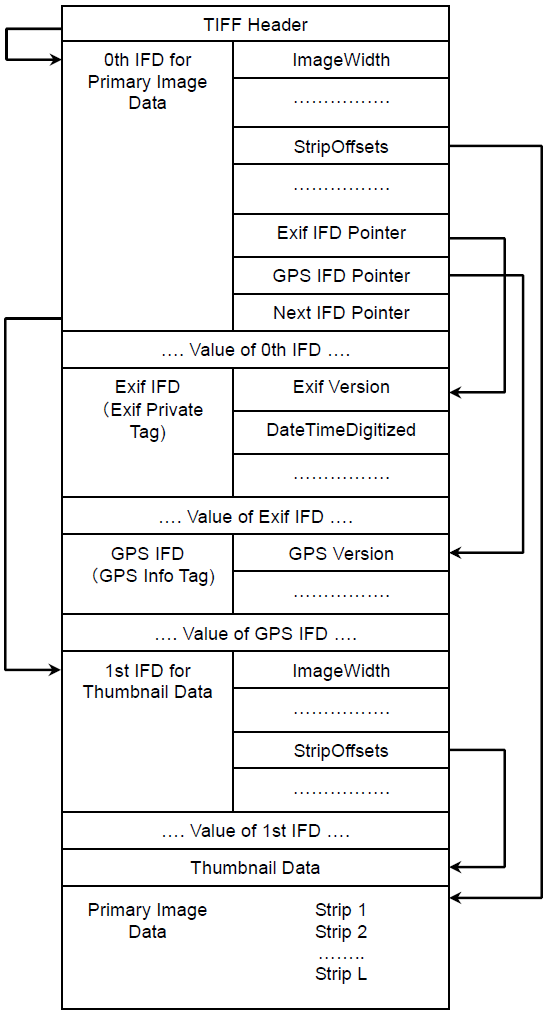 TIFF Header
0th IFD for
Primary Image
Data
ImageWidth
…………….
StripOffsets
…………….
Exif IFD Pointer
GPS IFD Pointer
Next IFD Pointer
…. Value of 0th IFD ….
Exif IFD
（Exif Private
Tag)
Exif Version
DateTimeDigitized
…………….
…. Value of Exif IFD ….
GPS IFD
（GPS Info Tag)
GPS Version
…………….
…. Value of GPS IFD ….
1st IFD for
Thumbnail Data
ImageWidth
…………….
StripOffsets
…………….
…. Value of 1st IFD ….
Thumbnail Data
Primary Image
Data
Strip 1
Strip 2
……..
Strip L